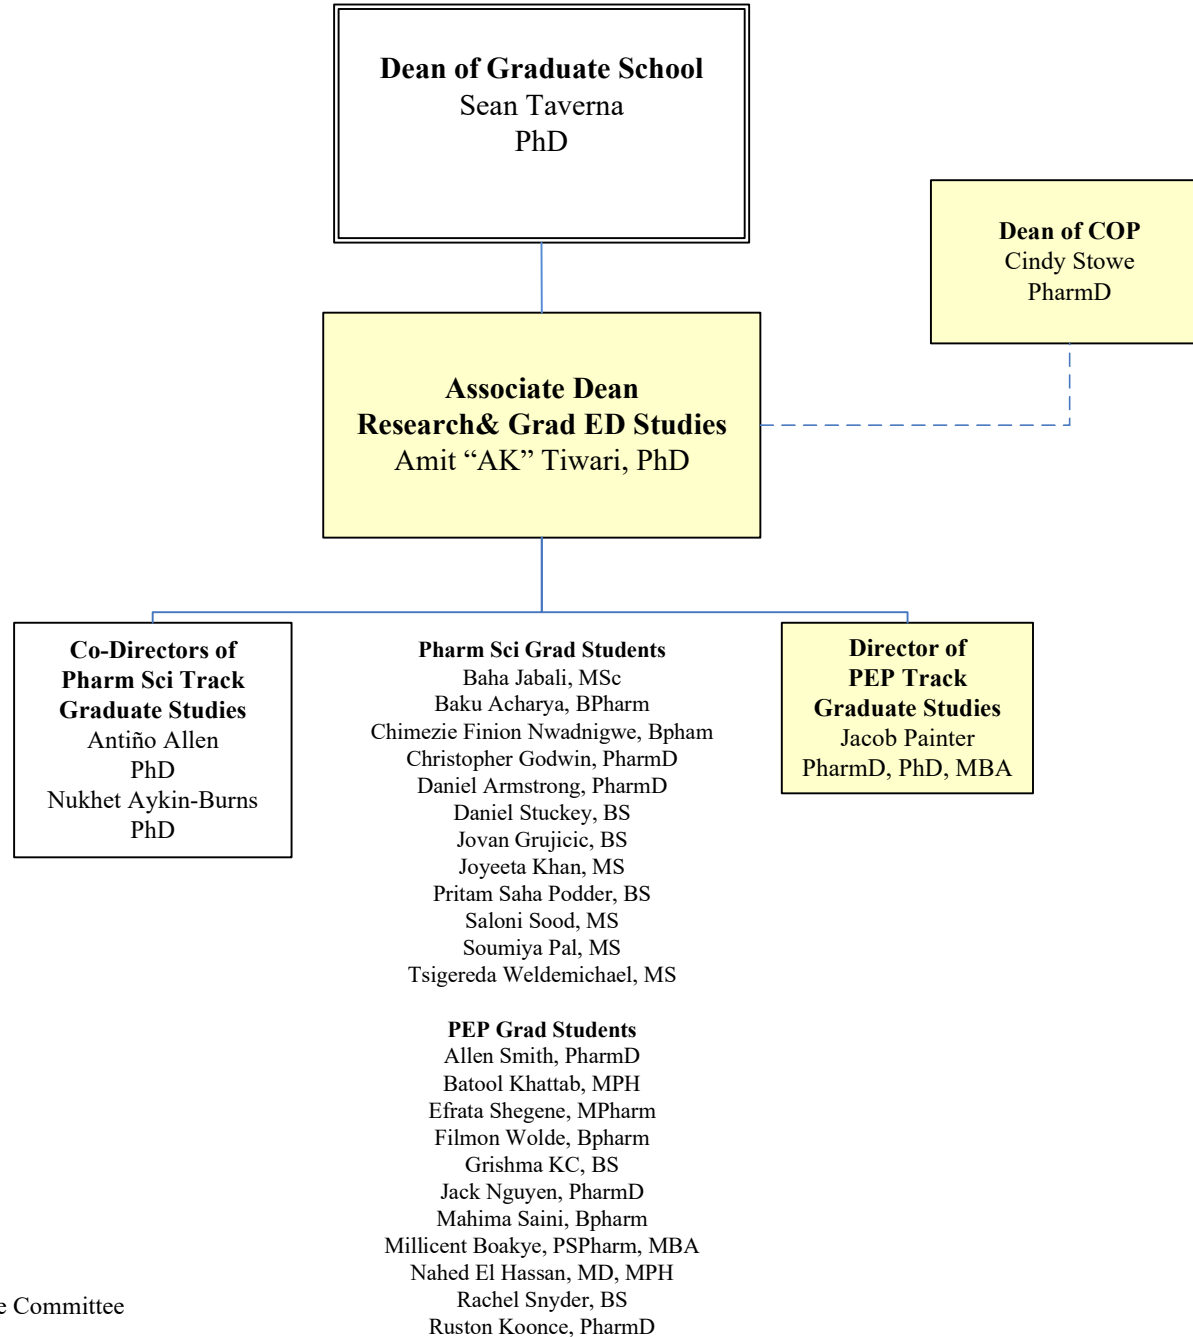 Dean of Graduate School
Sean Taverna
PhD
Dean of COP
Cindy Stowe
PharmD
Associate Dean
Research& Grad ED Studies
Amit “AK” Tiwari, PhD
Co-Directors of
Pharm Sci Track
Graduate Studies
Antiño Allen
PhD
Nukhet Aykin-Burns
PhD
Pharm Sci Grad Students
Baha Jabali, MSc
Baku Acharya, BPharm
Chimezie Finion Nwadnigwe, Bpham
Christopher Godwin, PharmD
Daniel Armstrong, PharmD
Daniel Stuckey, BS
Jovan Grujicic, BS
Joyeeta Khan, MS
Pritam Saha Podder, BS
Saloni Sood, MS
Soumiya Pal, MS
Tsigereda Weldemichael, MS
PEP Grad Students
Allen Smith, PharmD
Batool Khattab, MPH
Efrata Shegene, MPharm
Filmon Wolde, Bpharm
Grishma KC, BS
Jack Nguyen, PharmD
Mahima Saini, Bpharm
Millicent Boakye, PSPharm, MBA
Nahed El Hassan, MD, MPH
Rachel Snyder, BS
Ruston Koonce, PharmD
Director of
PEP Track
Graduate Studies
Jacob Painter
PharmD, PhD, MBA
e Committee